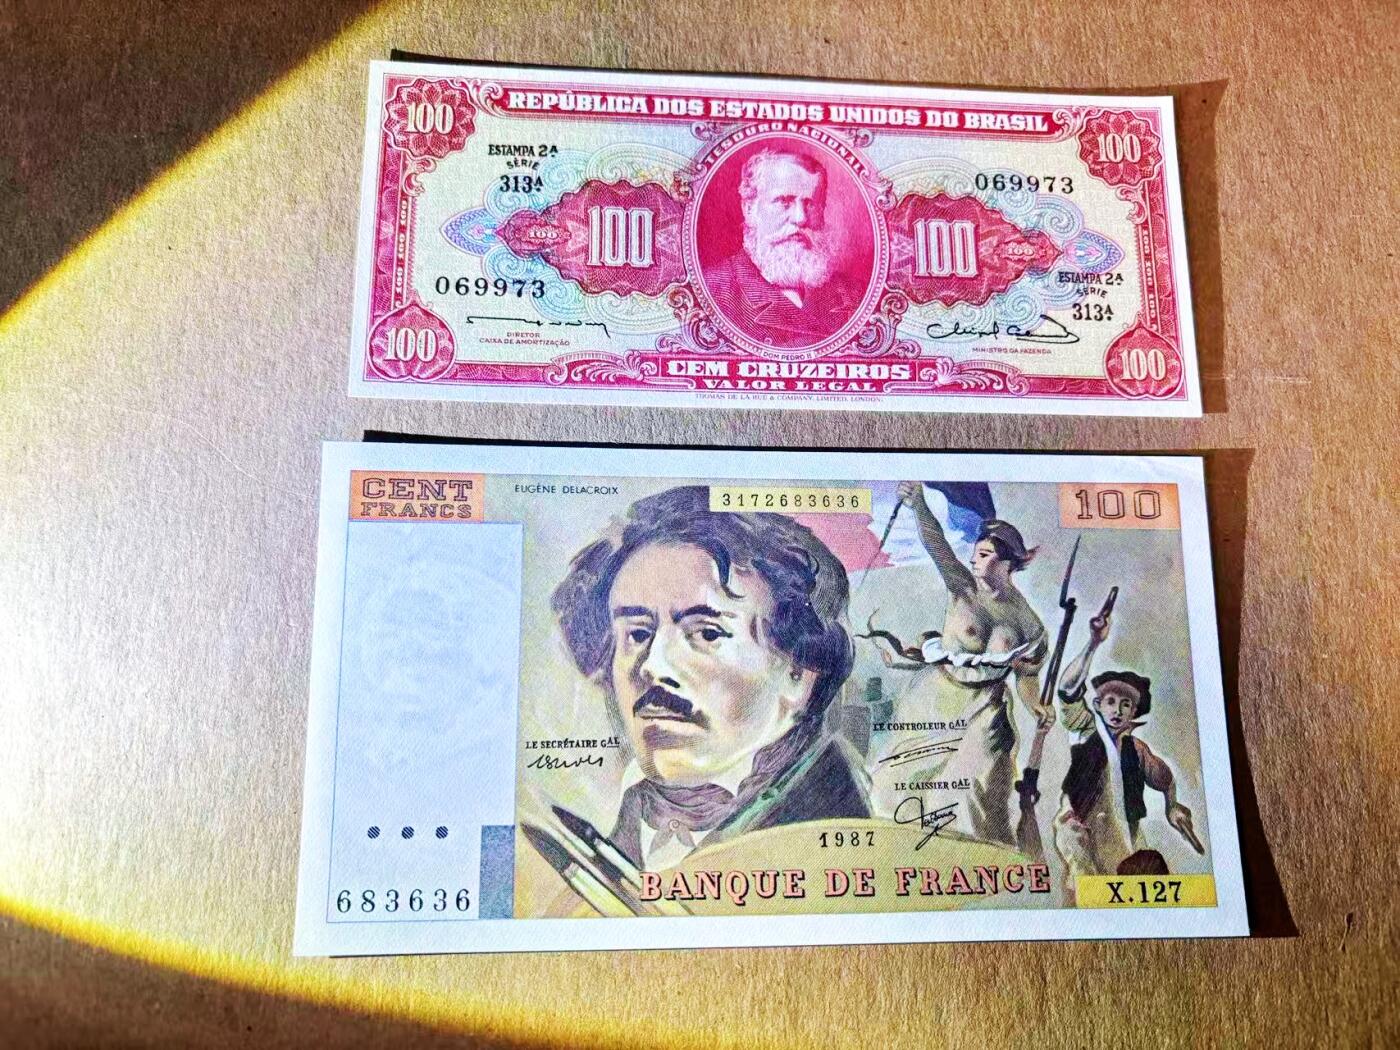 REPÚBLICA DOS ESTADOS UNIDOS DO BRASIL
TESOURO NACIONAL
100
100
ESTAMPA 2ª
SÉRIE
313ª
069973
100
100
100
100
069973
ESTAMPA 2ª
SÉRIE
313ª
DIRETOR
CAIXA DE AMORTIZAÇÃO
MINISTRO DA FAZENDA
DOM PEDRO II
100
100
CEM CRUZEIROS
VALOR LEGAL
THOMAS DE LA RUE & COMPANY, LIMITED, LONDON.
CENT
FRANCS
EUGÈNE DELACROIX
3172683636
100
LE CONTROLEUR GAL
LE SECRÉTAIRE GAL
LE CAISSIER GAL
1987
BANQUE DE FRANCE
683636
X.127